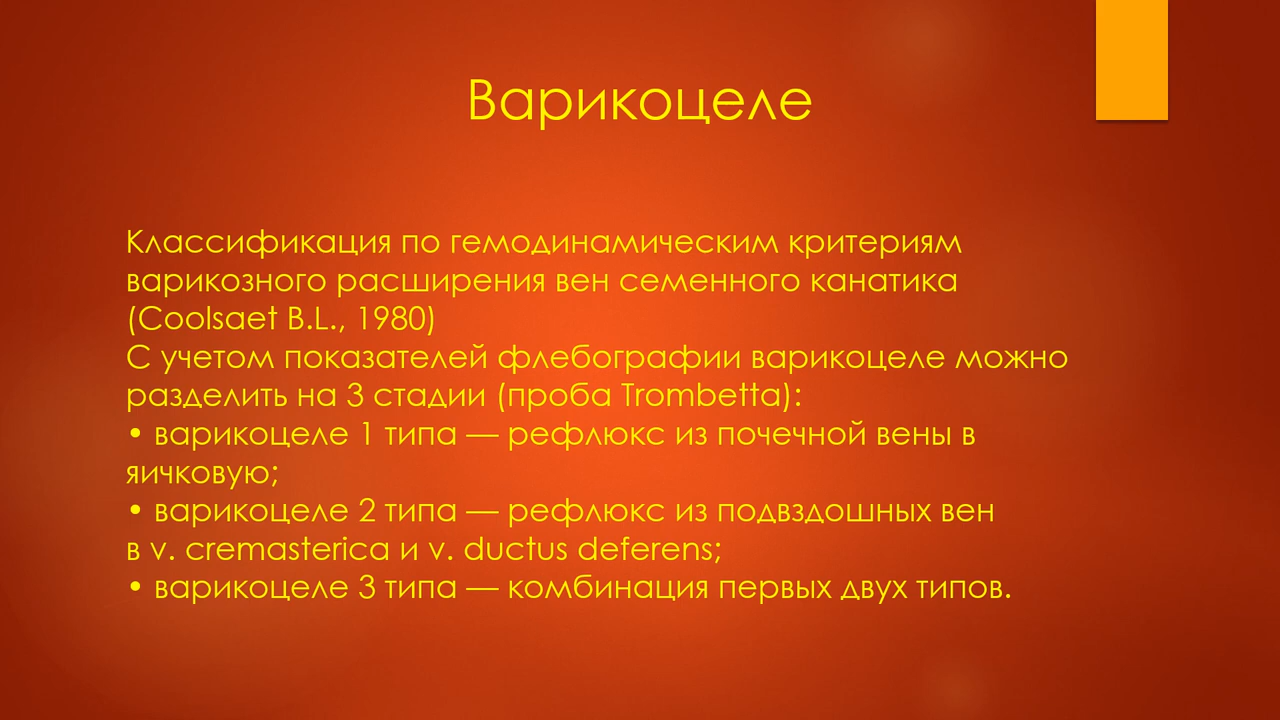 Варикоцеле
Классификация по гемодинамическим критериям
варикозного расширения вен семенного канатика
(Coolsaet B.L., 1980)
С учетом показателей флебографии варикоцеле можно
разделить на 3 стадии (проба Trombetta):
• варикоцеле 1 типа — рефлюкс из почечной вены в
яичковую;
• варикоцеле 2 типа — рефлюкс из подвздошных вен
в v. cremasterica и v. ductus deferens;
• варикоцеле 3 типа — комбинация первых двух типов.